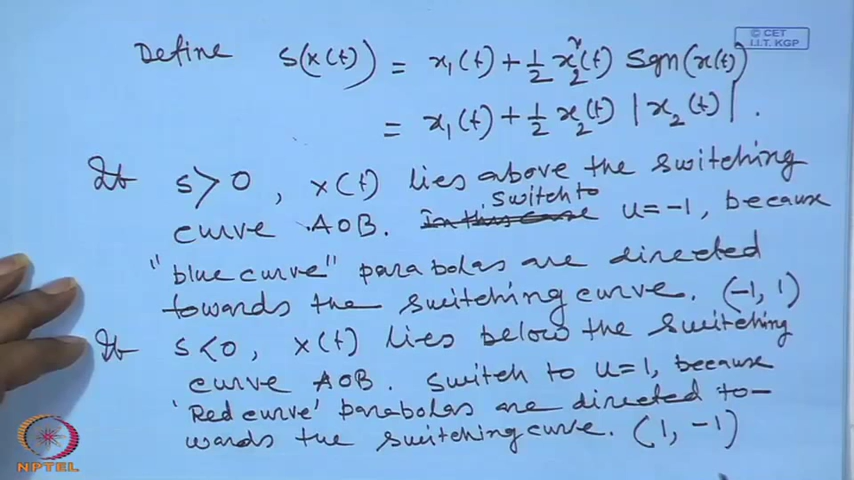 © CET
I.I.T. KGP
Define s(x(t)) = x₁(t) + 1/2 x₂²(t) Sgn(x(t))
= x₁(t) + 1/2 x₂(t) |x₂(t)|.
If s > 0, x(t) lies above the switching
switch to
curve AOB. In this case u = -1, because
"blue curve" parabolas are directed
towards the switching curve. (-1, 1)
If s < 0, x(t) lies below the switching
curve AOB. switch to u = 1, because
'Red curve' parabolas are directed to-
wards the switching curve. (1, -1)
NPTEL